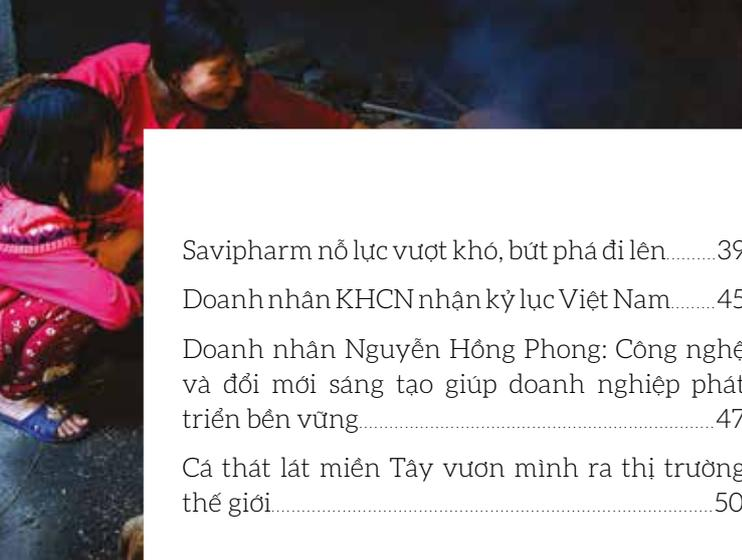 Savipharm nỗ lực vượt khó, bứt phá đi lên..........39
Doanh nhân KHCN nhận kỷ lục Việt Nam.........45
Doanh nhân Nguyễn Hồng Phong: Công nghệ
và đổi mới sáng tạo giúp doanh nghiệp phát
triển bền vững.......................................................................47
Cá thát lát miền Tây vươn mình ra thị trường
thế giới........................................................................................50